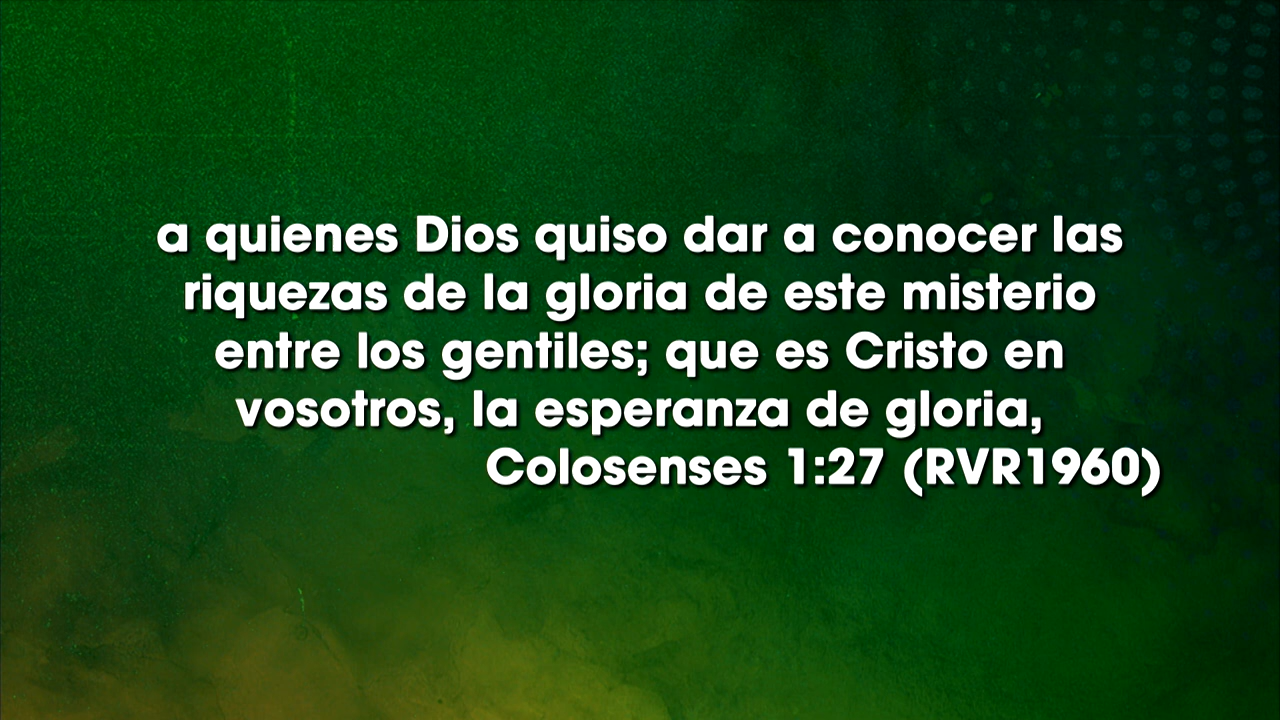 a quienes Dios quiso dar a conocer las
riquezas de la gloria de este misterio
entre los gentiles; que es Cristo en
vosotros, la esperanza de gloria,
Colosenses 1:27 (RVR1960)